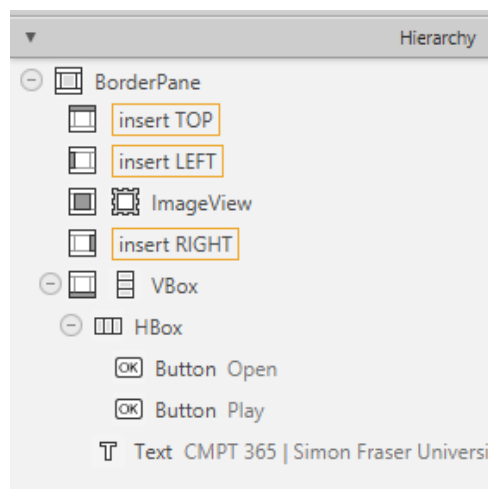 Hierarchy
BorderPane
insert TOP
insert LEFT
ImageView
insert RIGHT
VBox
HBox
OK Button Open
OK Button Play
T Text CMPT 365 | Simon Fraser Universi